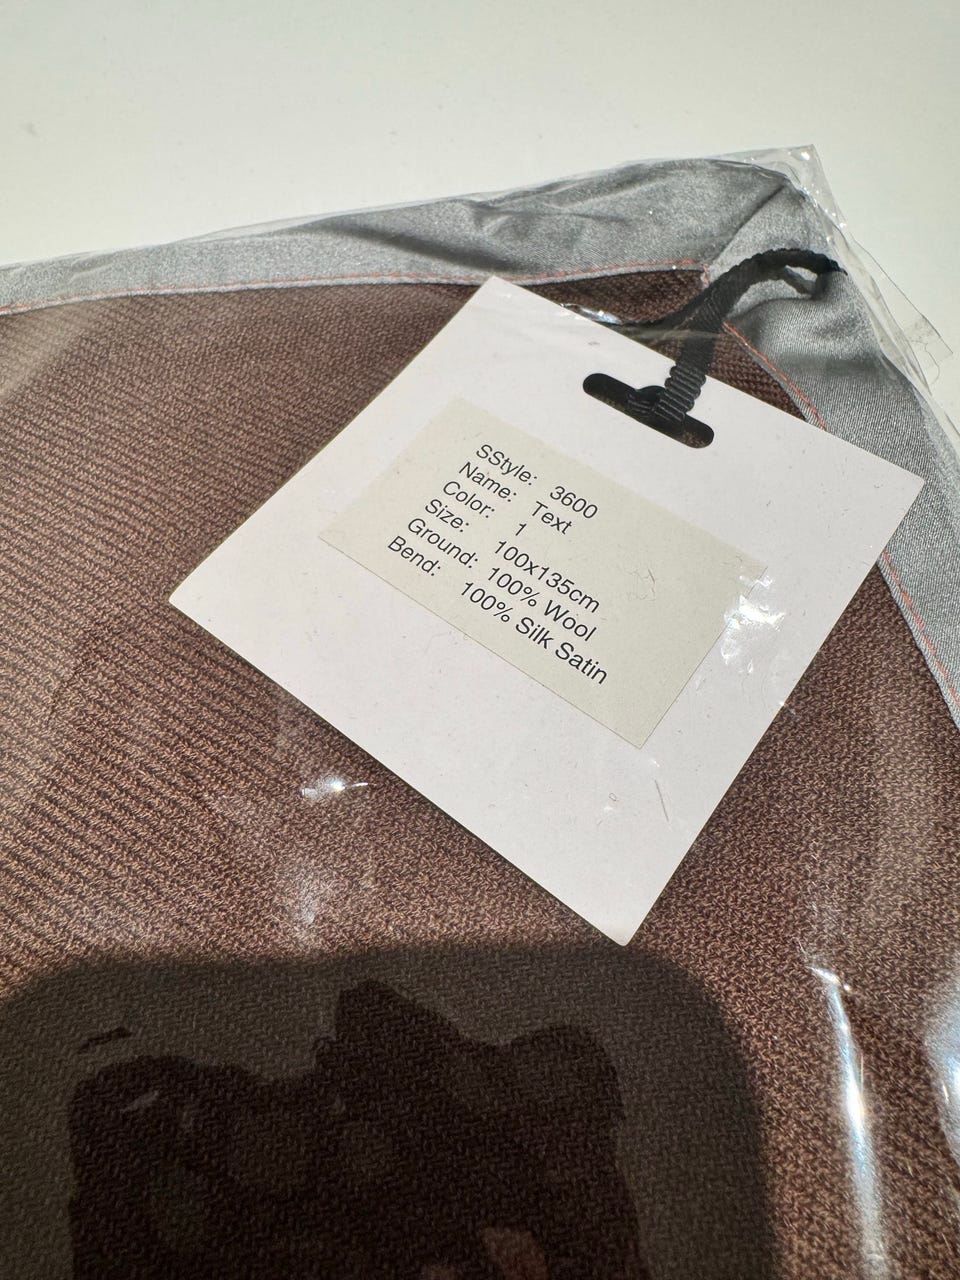 SStyle: 3600
Name: Text
Color: 1
Size: 100x135cm
Ground: 100% Wool
Bend: 100% Silk Satin